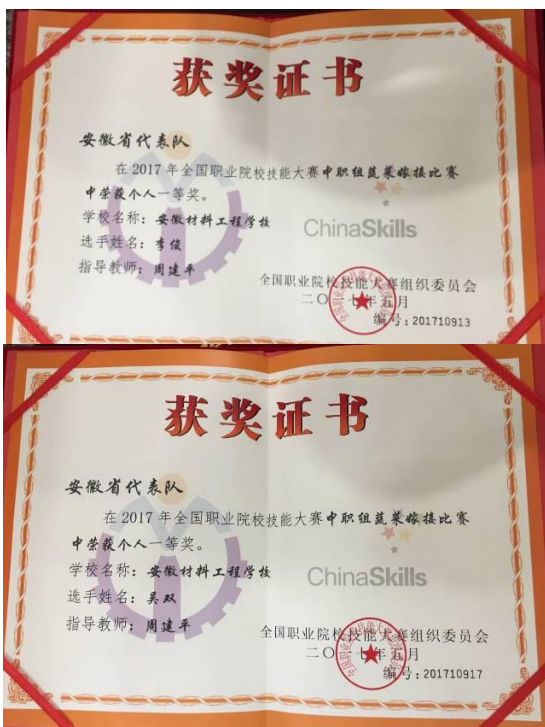 获奖证书
安徽省代表队
在2017年全国职业院校技能大赛中职组蔬菜嫁接比赛
中荣获个人一等奖。
学校名称：安徽材料工程学校
ChinaSkills
选手姓名：李俊
指导教师：周建平
全国职业院校技能大赛组织委员会
二〇一七年五月
编号：201710913
获奖证书
安徽省代表队
在2017年全国职业院校技能大赛中职组蔬菜嫁接比赛
中荣获个人一等奖。
学校名称：安徽材料工程学校
ChinaSkills
选手姓名：吴双
指导教师：周建平
全国职业院校技能大赛组织委员会
二〇一七年五月
编号：201710917